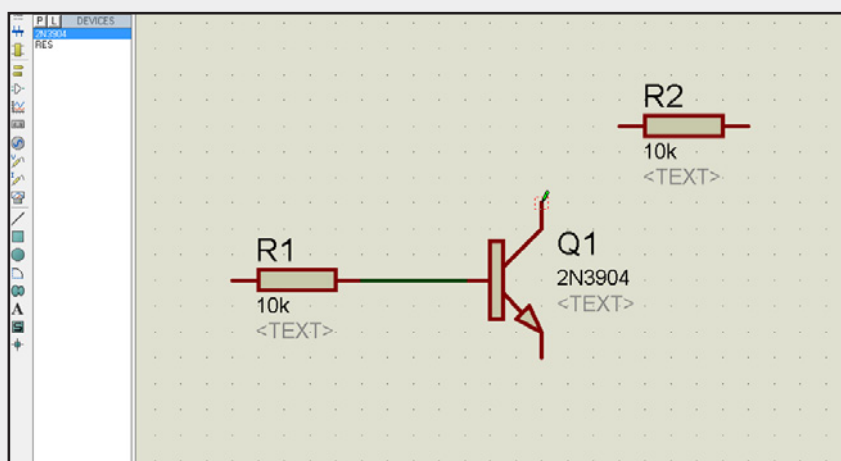 P L DEVICES
2N3904
RES
R2
10k
<TEXT>
R1
10k
<TEXT>
Q1
2N3904
<TEXT>
A
S